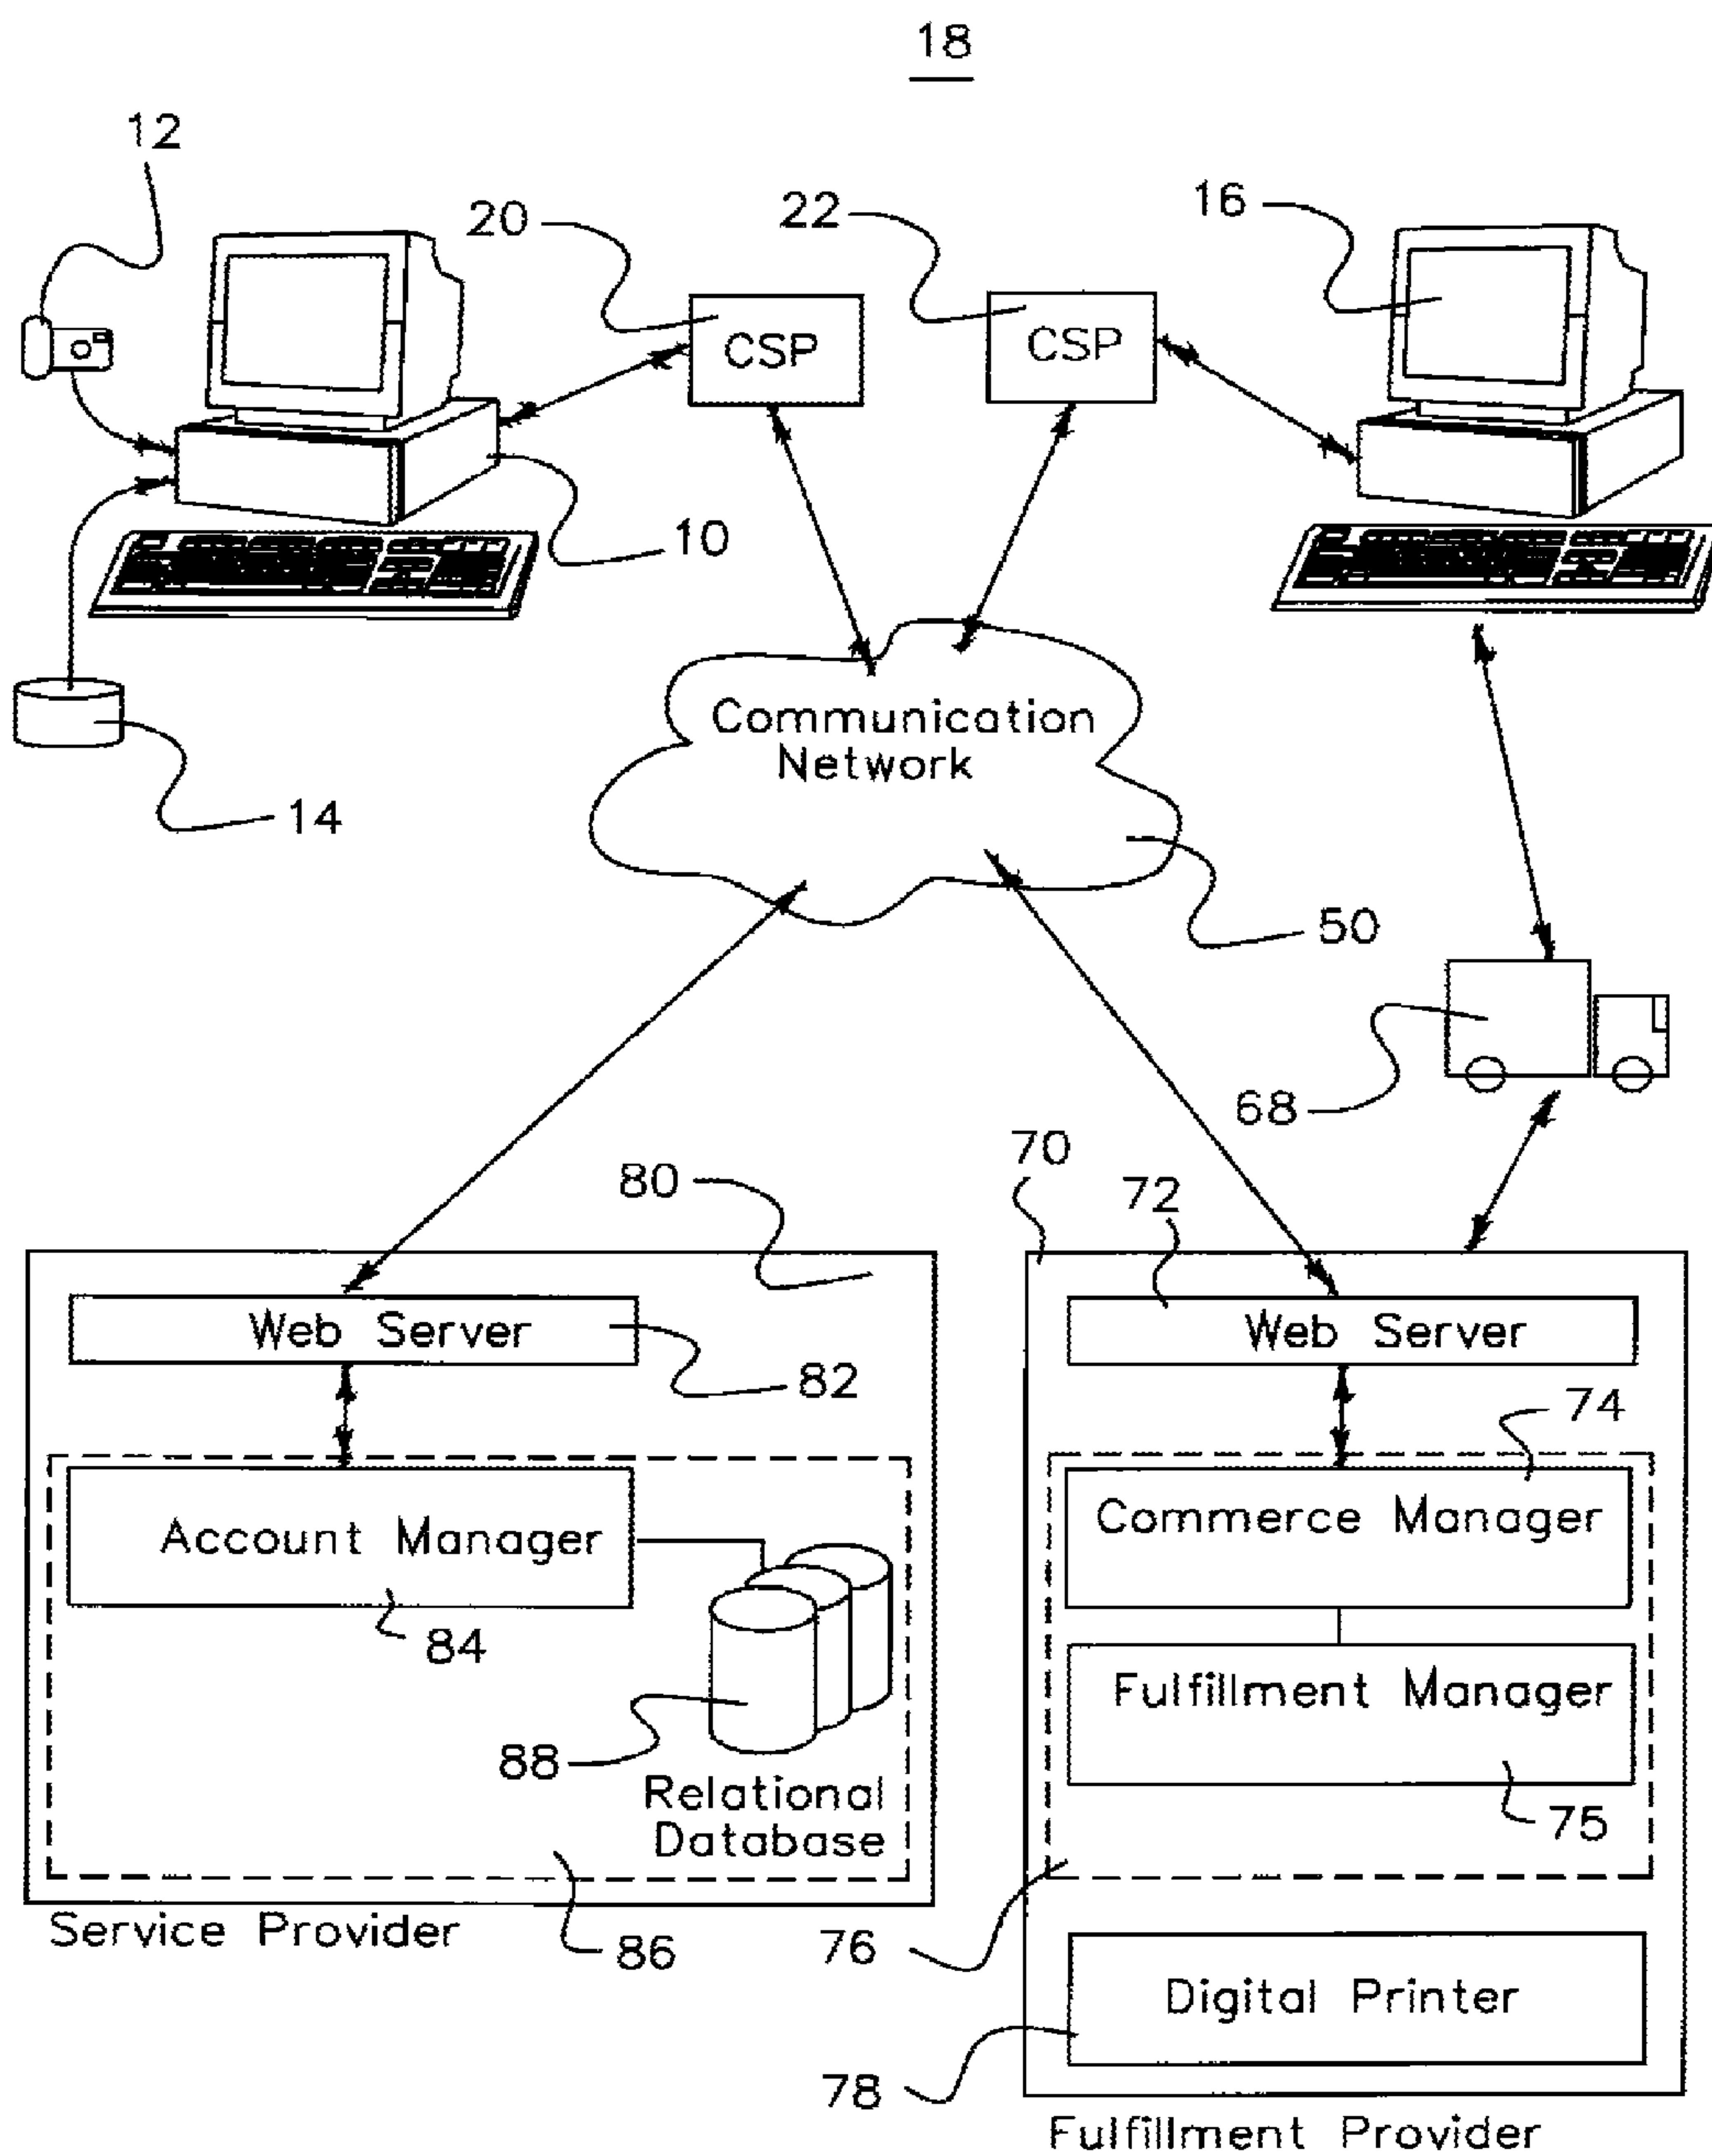 18
12
20
22
16
CSP
CSP
10
14
Communication
Network
50
68
70
80
72
Web Server
Web Server
82
74
Account Manager
Commerce Manager
84
Fulfillment Manager
88
Relational
Database
75
Service Provider
86
76
Digital Printer
78
Fulfillment Provider